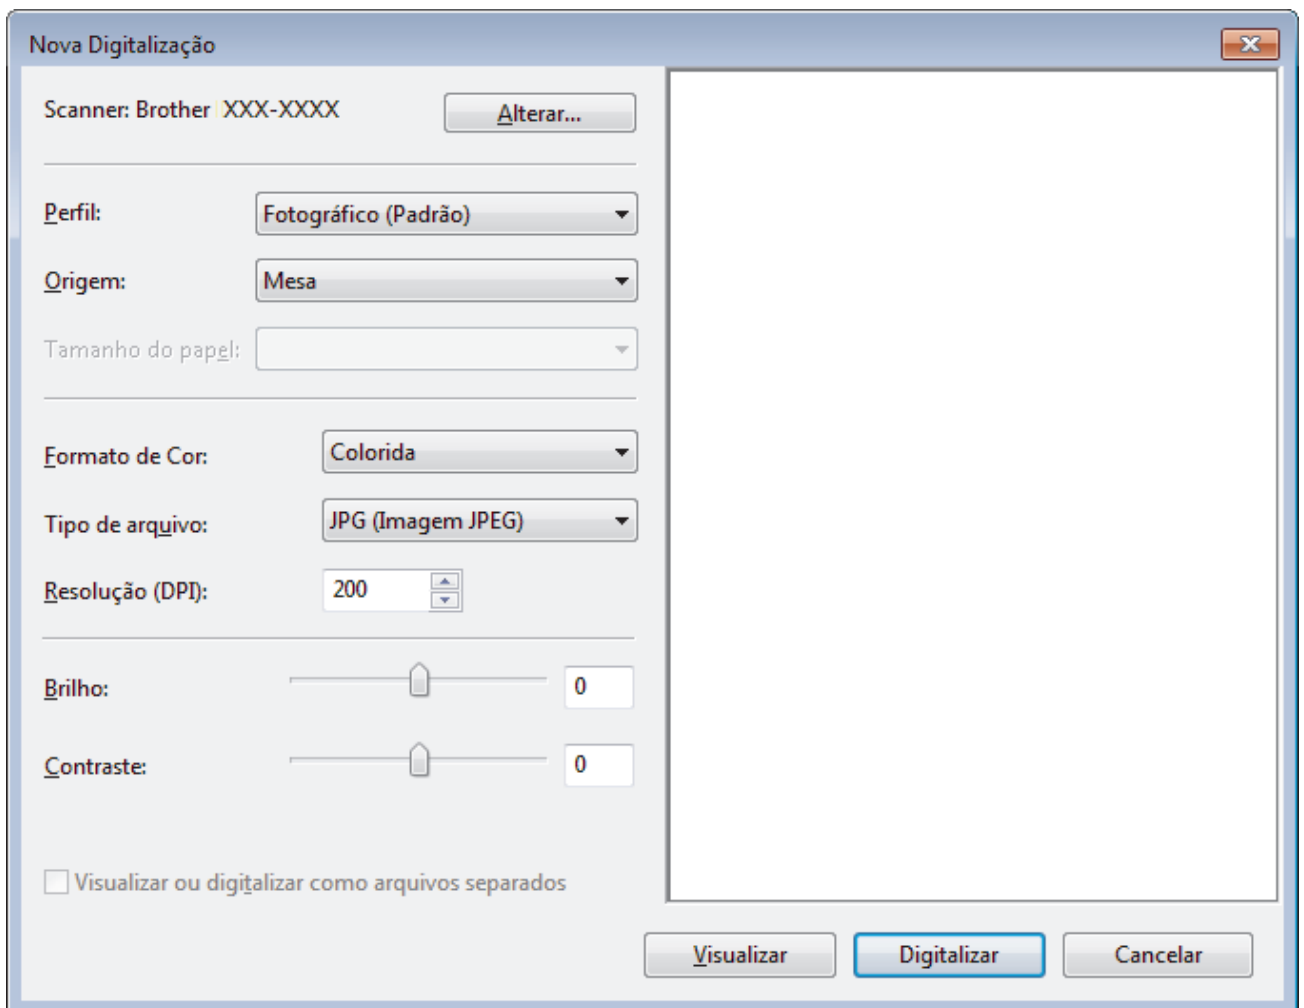 Nova Digitalização
Scanner: Brother XXX-XXXX
Alterar...
Perfil: Fotográfico (Padrão)
Origem: Mesa
Tamanho do papel:
Formato de Cor: Colorida
Tipo de arquivo: JPG (Imagem JPEG)
Resolução (DPI): 200
Brilho: 0
Contraste: 0
Visualizar ou digitalizar como arquivos separados
Visualizar Digitalizar Cancelar